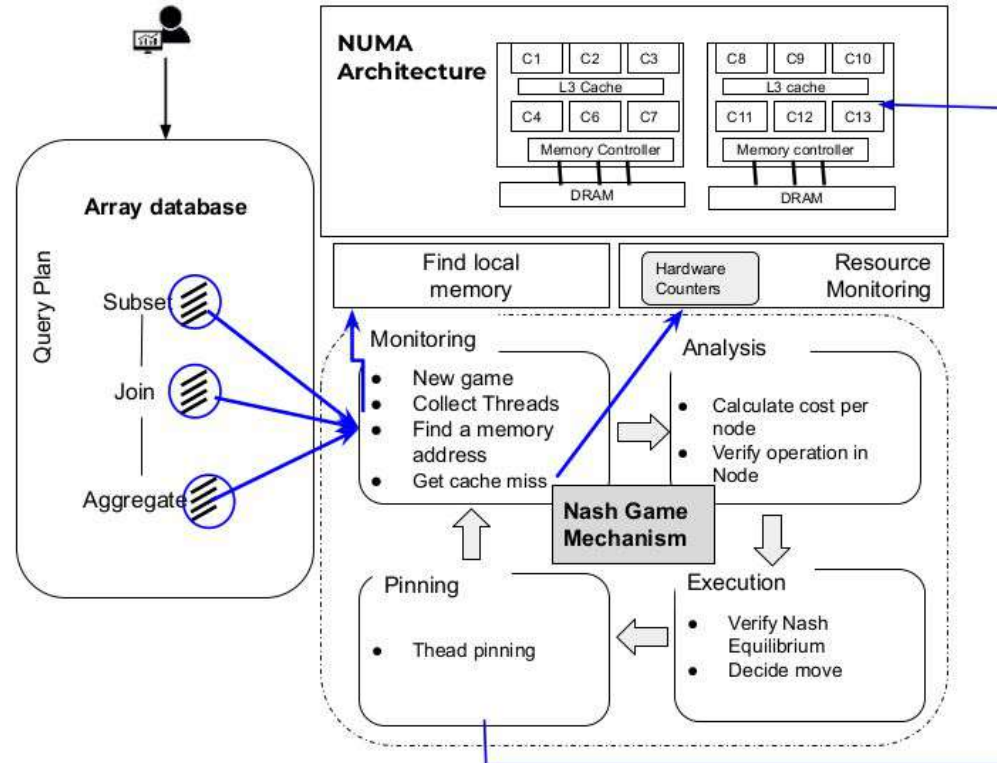 NUMA
Architecture
C1 C2 C3
L3 Cache
C4 C6 C7
Memory Controller
DRAM
C8 C9 C10
L3 cache
C11 C12 C13
Memory controller
DRAM
Array database
Query Plan
Subset
Join
Aggregate
Find local
memory
Hardware
Counters
Resource
Monitoring
Monitoring
● New game
● Collect Threads
● Find a memory
address
● Get cache miss
Analysis
● Calculate cost per
node
● Verify operation in
Node
Nash Game
Mechanism
Pinning
● Thead pinning
Execution
● Verify Nash
Equilibrium
● Decide move